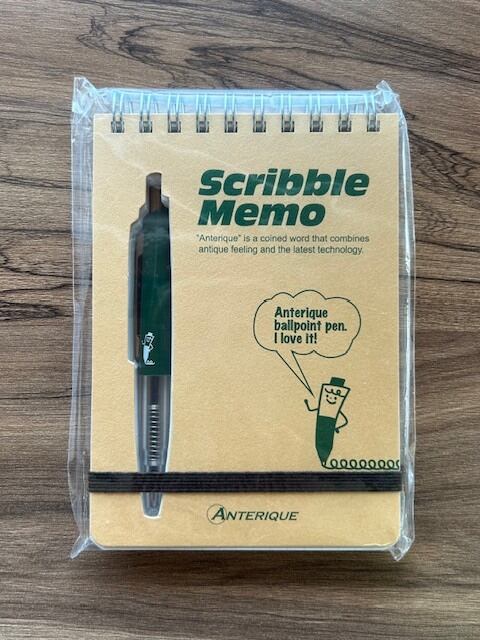 Scribble
Memo
"Anterique" is a coined word that combines
antique feeling and the latest technology.
Anterique
ballpoint pen.
I love it!
ANTERIQUE